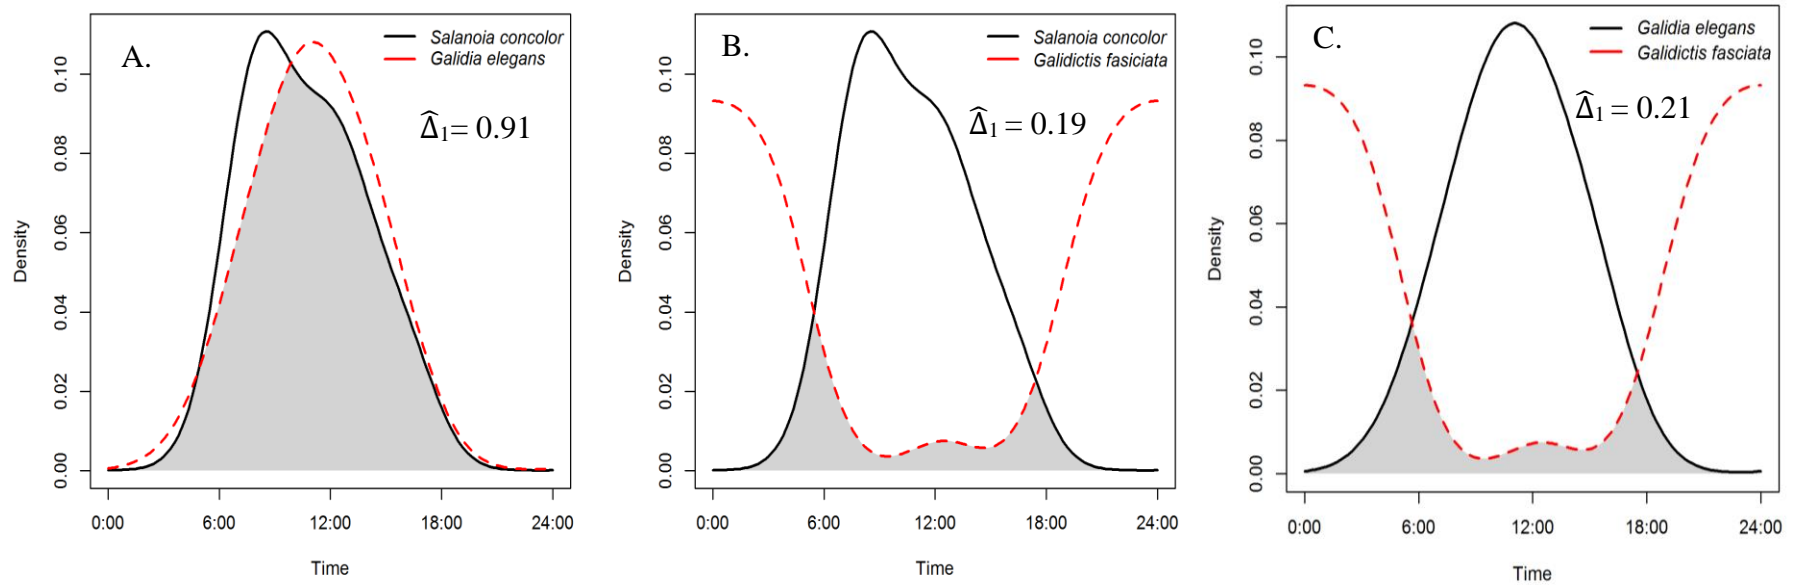 A.
Salanoia concolor
Galidia elegans
Δ̂1= 0.91
Density
0.10
0.08
0.06
0.04
0.02
0.00
0:00 6:00 12:00 18:00 24:00
Time
B.
Salanoia concolor
Galidictis fasiciata
Δ̂1 = 0.19
Density
0.10
0.08
0.06
0.04
0.02
0.00
0:00 6:00 12:00 18:00 24:00
Time
C.
Galidia elegans
Galidictis fasciata
Δ̂1 = 0.21
Density
0.10
0.08
0.06
0.04
0.02
0.00
0:00 6:00 12:00 18:00 24:00
Time